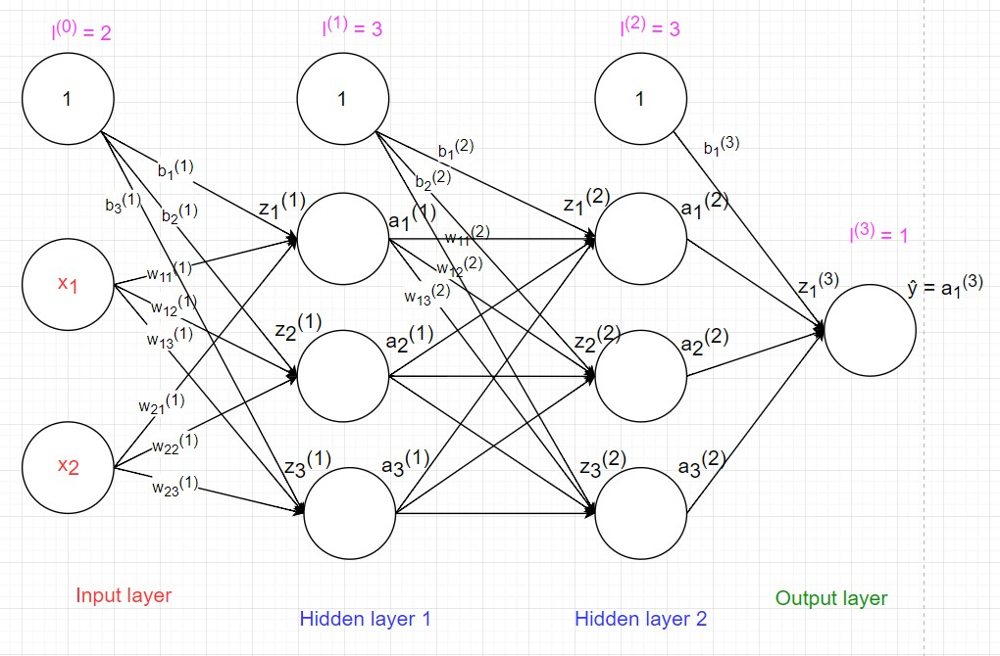 l⁽⁰⁾ = 2
l⁽¹⁾ = 3
l⁽²⁾ = 3
1
1
1
b₁⁽¹⁾
b₂⁽¹⁾
b₃⁽¹⁾
b₁⁽²⁾
b₂⁽²⁾
b₁⁽³⁾
z₁⁽¹⁾
a₁⁽¹⁾
z₁⁽²⁾
a₁⁽²⁾
l⁽³⁾ = 1
x₁
w₁₁⁽¹⁾
w₁₂⁽¹⁾
w₁₃⁽¹⁾
w₁₁⁽²⁾
w₁₂⁽²⁾
w₁₃⁽²⁾
z₁⁽³⁾
ŷ = a₁⁽³⁾
z₂⁽¹⁾
a₂⁽¹⁾
z₂⁽²⁾
a₂⁽²⁾
x₂
w₂₁⁽¹⁾
w₂₂⁽¹⁾
w₂₃⁽¹⁾
z₃⁽¹⁾
a₃⁽¹⁾
z₃⁽²⁾
a₃⁽²⁾
Input layer
Hidden layer 1
Hidden layer 2
Output layer